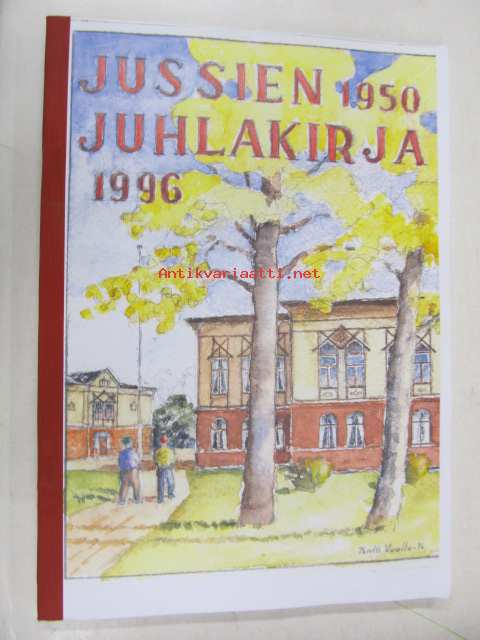 JUSSIEN 1950
JUHLAKIRJA
1996
Antikvariaatti.net